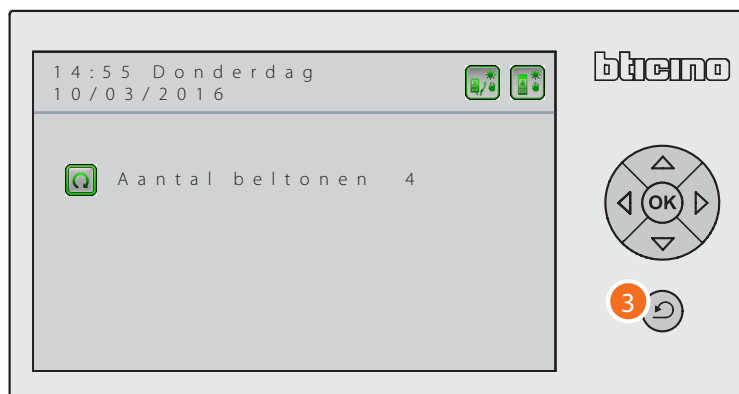 14:55 Donderdag
10/03/2016
bticino
Aantal beltonen 4
OK
3